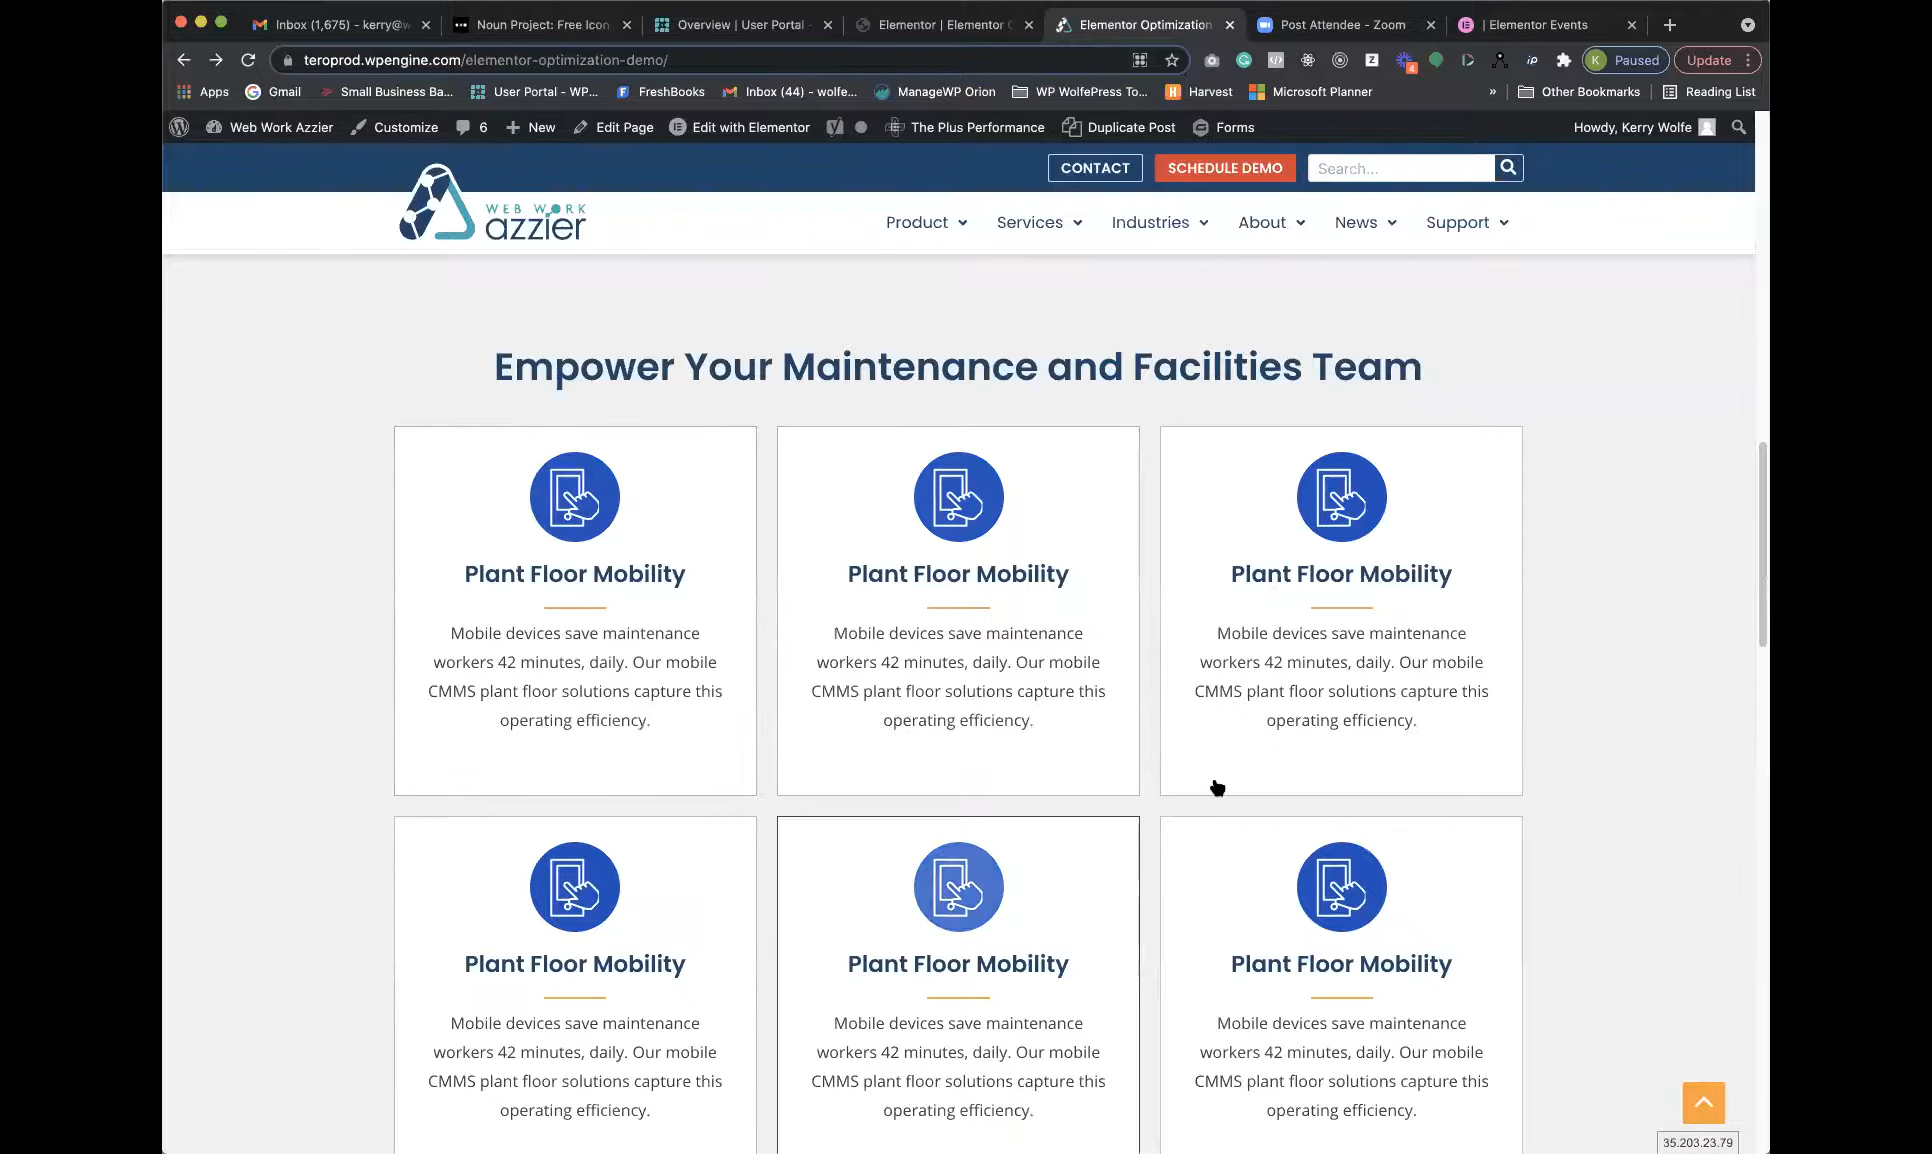 Inbox (1,675) - kerry@w
Noun Project: Free Icon
Overview | User Portal
Elementor | Elementor
Elementor Optimization
Post Attendee - Zoom
| Elementor Events
teroprod.wpengine.com/elementor-optimization-demo/
4
Z
ip
K Paused
Update
Apps
Gmail
Small Business Ba...
User Portal - WP...
FreshBooks
Inbox (44) - wolfe...
ManageWP Orion
WP WolfePress To...
Harvest
Microsoft Planner
»
Other Bookmarks
Reading List
Web Work Azzier
Customize
6
New
Edit Page
Edit with Elementor
The Plus Performance
Duplicate Post
Forms
Howdy, Kerry Wolfe
CONTACT
SCHEDULE DEMO
Search...
WEB WORK
azzier
Product
Services
Industries
About
News
Support
Empower Your Maintenance and Facilities Team
Plant Floor Mobility
Mobile devices save maintenance
workers 42 minutes, daily. Our mobile
CMMS plant floor solutions capture this
operating efficiency.
Plant Floor Mobility
Mobile devices save maintenance
workers 42 minutes, daily. Our mobile
CMMS plant floor solutions capture this
operating efficiency.
Plant Floor Mobility
Mobile devices save maintenance
workers 42 minutes, daily. Our mobile
CMMS plant floor solutions capture this
operating efficiency.
Plant Floor Mobility
Mobile devices save maintenance
workers 42 minutes, daily. Our mobile
CMMS plant floor solutions capture this
operating efficiency.
Plant Floor Mobility
Mobile devices save maintenance
workers 42 minutes, daily. Our mobile
CMMS plant floor solutions capture this
operating efficiency.
Plant Floor Mobility
Mobile devices save maintenance
workers 42 minutes, daily. Our mobile
CMMS plant floor solutions capture this
operating efficiency.
35.203.23.79